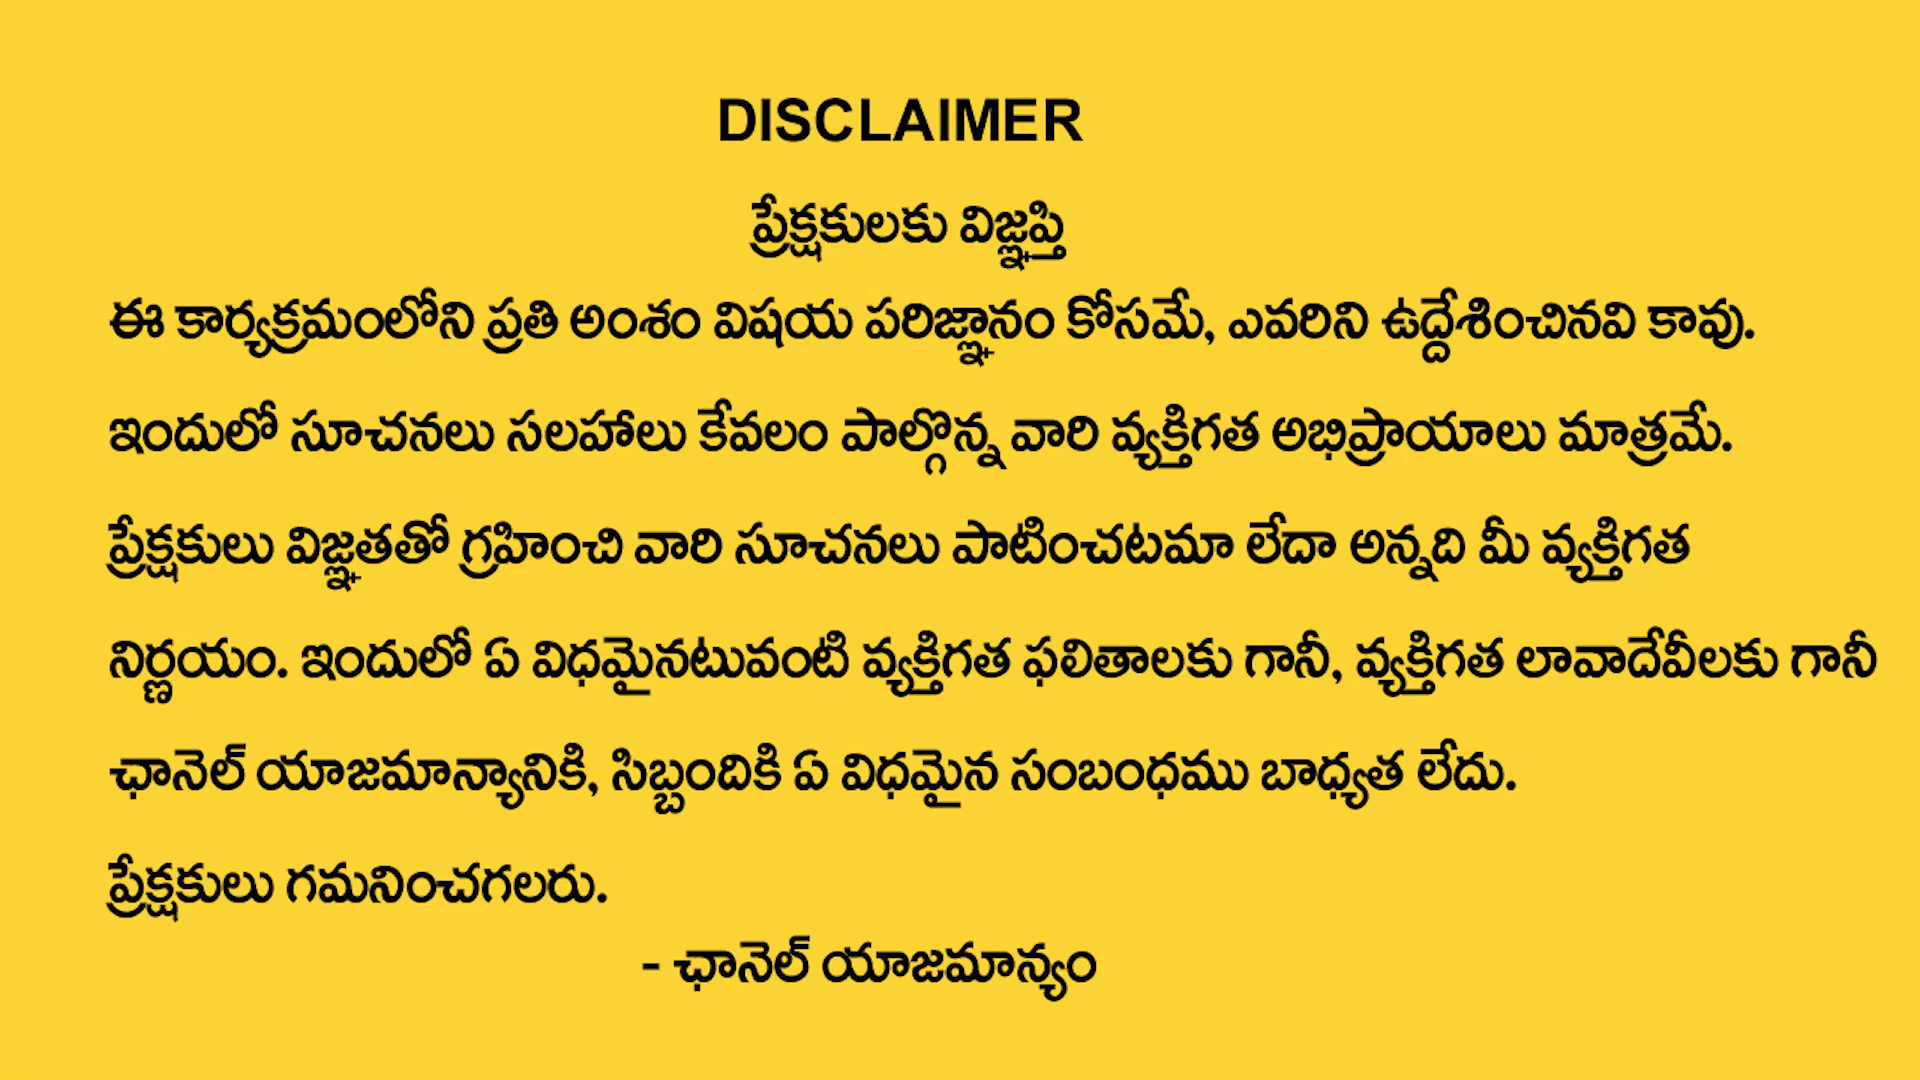 DISCLAIMER
ప్రేక్షకులకు విజ్ఞప్తి
ఈ కార్యక్రమంలోని ప్రతి అంశం విషయ పరిజ్ఞానం కోసమే, ఎవరిని ఉద్దేశించినవి కావు.
ఇందులో సూచనలు సలహాలు కేవలం పాల్గొన్న వారి వ్యక్తిగత అభిప్రాయాలు మాత్రమే.
ప్రేక్షకులు విజ్ఞతతో గ్రహించి వారి సూచనలు పాటించటమా లేదా అన్నది మీ వ్యక్తిగత
నిర్ణయం. ఇందులో ఏ విధమైనటువంటి వ్యక్తిగత ఫలితాలకు గానీ, వ్యక్తిగత లావాదేవీలకు గానీ
ఛానెల్ యాజమాన్యానికి, సిబ్బందికి ఏ విధమైన సంబంధము బాధ్యత లేదు.
ప్రేక్షకులు గమనించగలరు.
- ఛానెల్ యాజమాన్యం